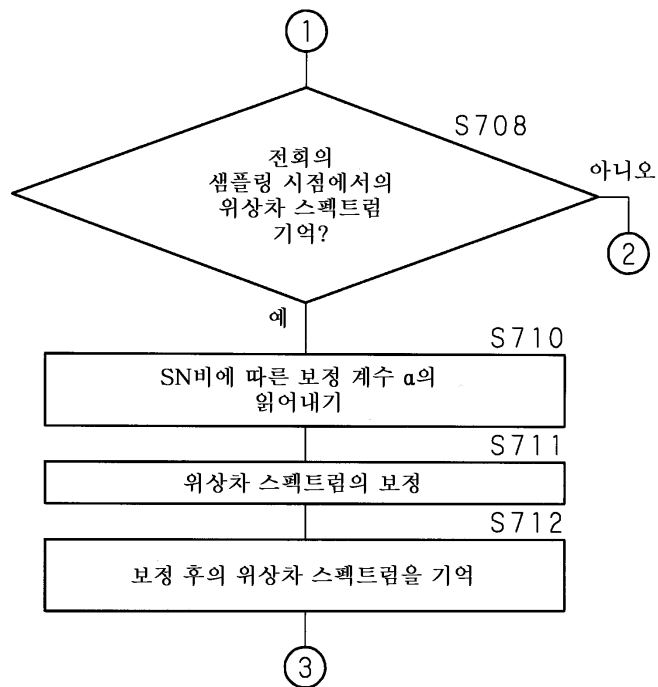 1
S708
전회의
샘플링 시점에서의
위상차 스펙트럼
기억?
아니오
2
예
S710
SN비에 따른 보정 계수 α의
읽어내기
S711
위상차 스펙트럼의 보정
S712
보정 후의 위상차 스펙트럼을 기억
3